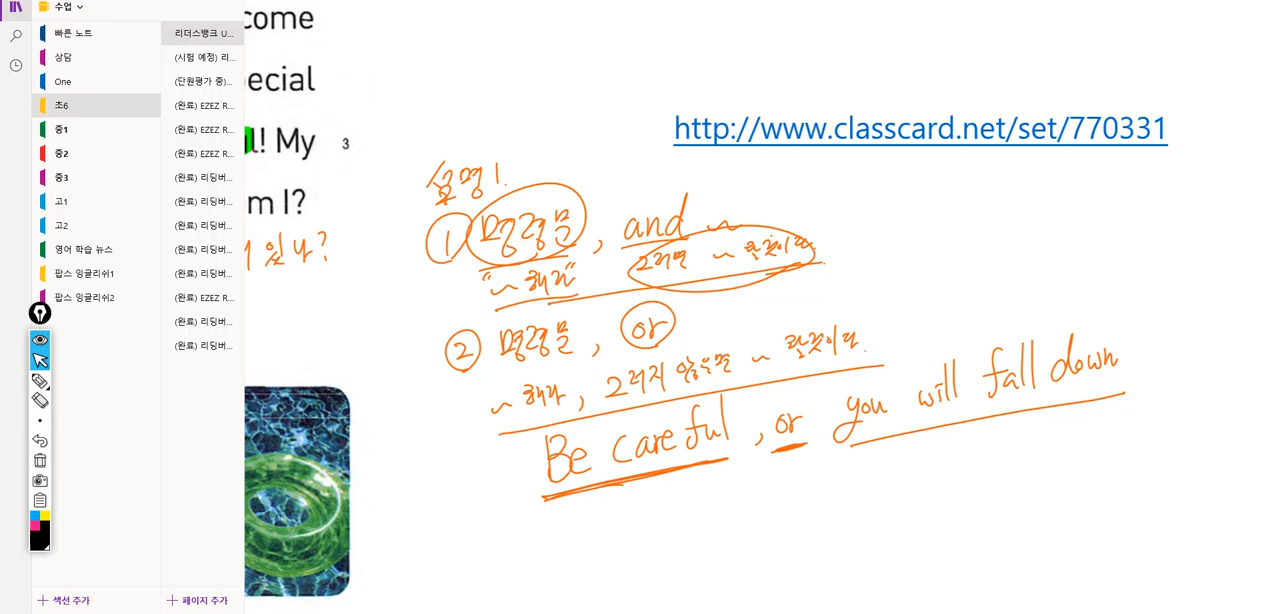 수업
빠른 노트
상담
One
초6
중1
중2
중3
고1
고2
영어 학습 뉴스
팝스 잉글리쉬1
팝스 잉글리쉬2
섹션 추가
리더스뱅크 U...
(시험 예정) 리...
(단원평가 중)...
(완료) EZEZ R...
(완료) EZEZ R...
(완료) EZEZ R...
(완료) 리딩버...
(완료) 리딩버...
(완료) 리딩버...
(완료) 리딩버...
(완료) 리딩버...
(완료) EZEZ R...
(완료) 리딩버...
(완료) 리딩버...
페이지 추가
come
ecial
l! My 3
m I?
있나?
http://www.classcard.net/set/770331
설명1.
① 명령문, and ~
"~해라" 그러면 ~할것이다
② 명령문, or
~해라, 그러지 않으면 ~할것이다.
Be careful, or you will fall down